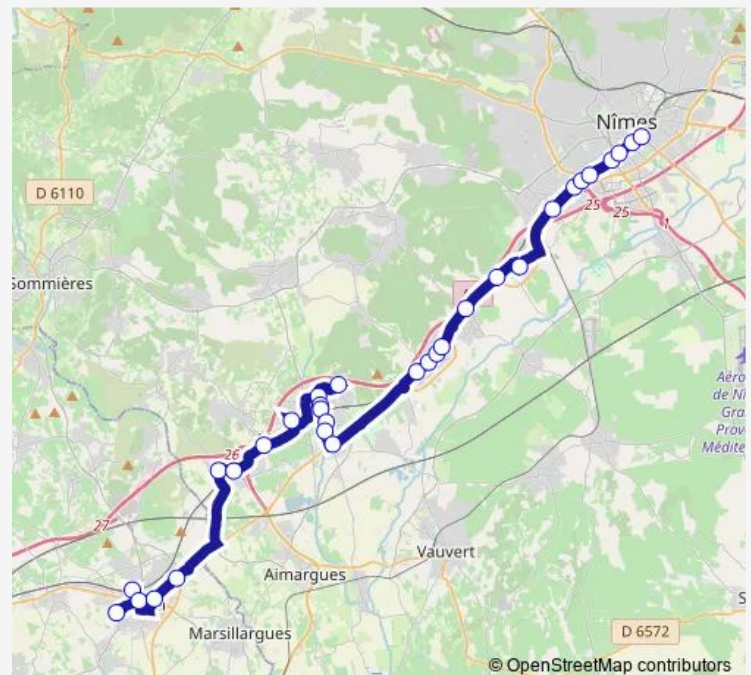 Nîmes
D 6110
25
25
1
Sommières
Aéro
de Nî
Gra
Prov
Médite
26
27
Vauvert
Aimargues
S
Marsillargues
D 6572
© OpenStreetMap contributors